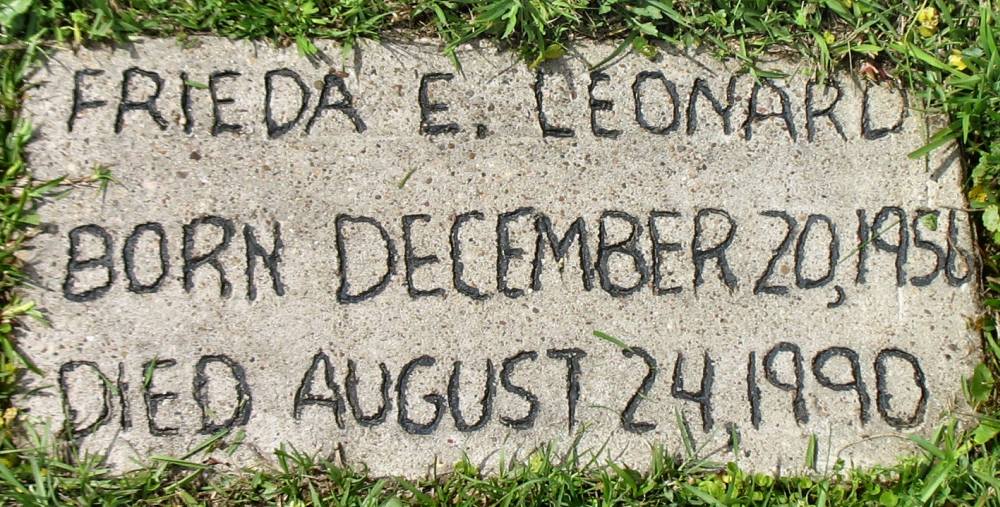 FRIEDA E. LEONARD
BORN DECEMBER 20, 1956
DIED AUGUST 24, 1990